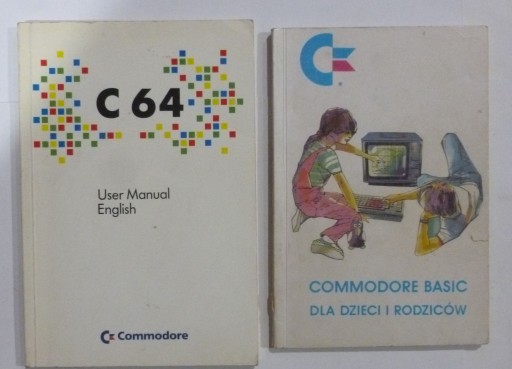 C 64
User Manual
English
Commodore
COMMODORE BASIC
DLA DZIECI I RODZICÓW